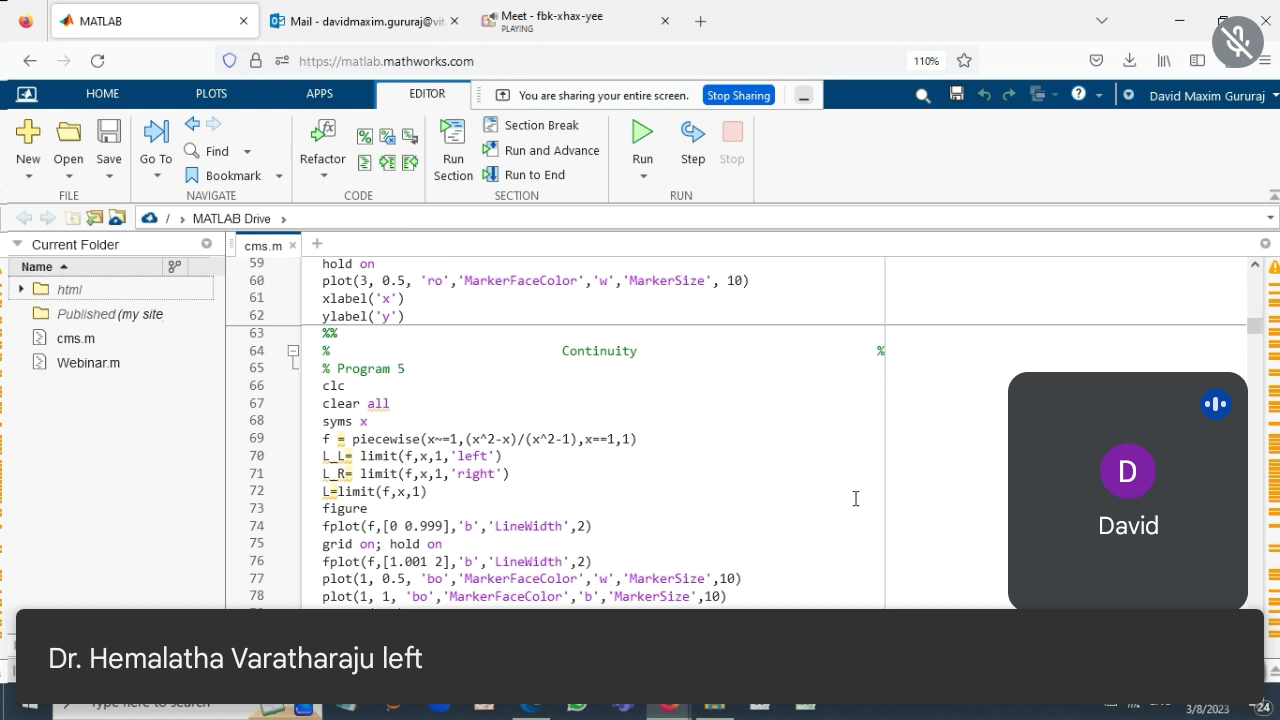 MATLAB
Mail - davidmaxim.gururaj@vit
Meet - fbk-xhax-yee
PLAYING
https://matlab.mathworks.com
110%
HOME
PLOTS
APPS
EDITOR
You are sharing your entire screen.
Stop Sharing
David Maxim Gururaj
New
Open
Save
Go To
Find
Bookmark
Refactor
Run
Section
Section Break
Run and Advance
Run to End
Run
Step
Stop
FILE
NAVIGATE
CODE
SECTION
RUN
/ › MATLAB Drive ›
Current Folder
Name
html
Published (my site
cms.m
Webinar.m
cms.m
59 hold on
60 plot(3, 0.5, 'ro','MarkerFaceColor','w','MarkerSize', 10)
61 xlabel('x')
62 ylabel('y')
63 %%
64 % Continuity %
65 % Program 5
66 clc
67 clear all
68 syms x
69 f = piecewise(x~=1,(x^2-x)/(x^2-1),x==1,1)
70 L_L= limit(f,x,1,'left')
71 L_R= limit(f,x,1,'right')
72 L=limit(f,x,1)
73 figure
74 fplot(f,[0 0.999],'b','LineWidth',2)
75 grid on; hold on
76 fplot(f,[1.001 2],'b','LineWidth',2)
77 plot(1, 0.5, 'bo','MarkerFaceColor','w','MarkerSize',10)
78 plot(1, 1, 'bo','MarkerFaceColor','b','MarkerSize',10)
D
David
Dr. Hemalatha Varatharaju left
Type here to search
3/8/2023
24